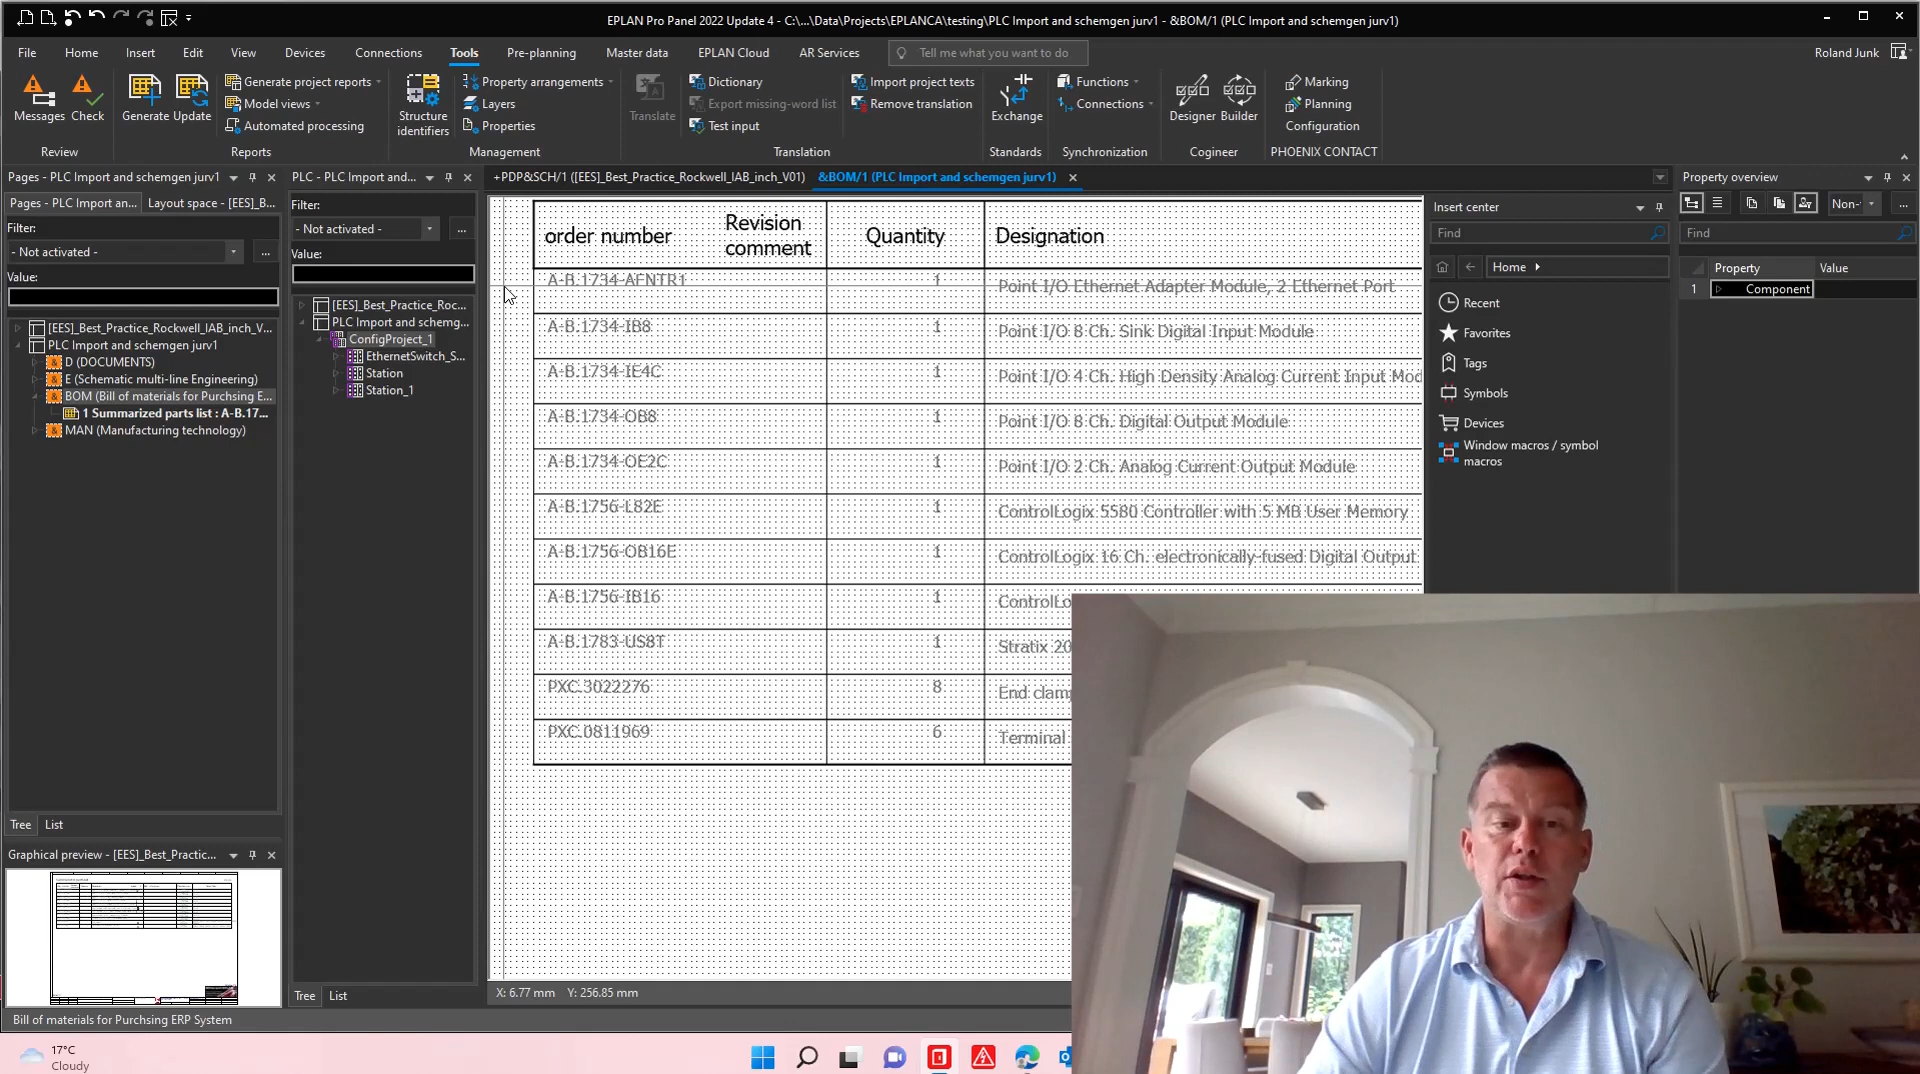 EPLAN Pro Panel 2022 Update 4 - C:\...\Data\Projects\EPLANCA\testing\PLC Import and schemgen jurv1 - &BOM/1 (PLC Import and schemgen jurv1)
File Home Insert Edit View Devices Connections Tools Pre-planning Master data EPLAN Cloud AR Services Tell me what you want to do Roland Junk
Messages Check
Review
Generate Update
Generate project reports
Model views
Automated processing
Reports
Structure identifiers
Property arrangements
Layers
Properties
Management
Translate
Dictionary
Export missing-word list
Test input
Import project texts
Remove translation
Translation
Exchange
Standards
Functions
Connections
Synchronization
Designer Builder
Cogineer
Marking
Planning
Configuration
PHOENIX CONTACT
Pages - PLC Import and schemgen jurv1
Pages - PLC Import an... Layout space - [EES]_B...
Filter:
- Not activated -
...
Value:
[EES]_Best_Practice_Rockwell_IAB_inch_V...
PLC Import and schemgen jurv1
D (DOCUMENTS)
E (Schematic multi-line Engineering)
BOM (Bill of materials for Purchsing E...
1 Summarized parts list : A-B.17...
MAN (Manufacturing technology)
Tree List
Graphical preview - [EES]_Best_Practic...
Bill of materials for Purchsing ERP System
PLC - PLC Import and...
Filter:
- Not activated -
...
Value:
[EES]_Best_Practice_Roc...
PLC Import and schemg...
ConfigProject_1
EthernetSwitch_S...
Station
Station_1
Tree List
+PDP&SCH/1 ([EES]_Best_Practice_Rockwell_IAB_inch_V01) &BOM/1 (PLC Import and schemgen jurv1)
order number Revision comment Quantity Designation
A-B.1734-AENTR1 1 Point I/O Ethernet Adapter Module, 2 Ethernet Port
A-B.1734-IB8 1 Point I/O 8 Ch. Sink Digital Input Module
A-B.1734-IE4C 1 Point I/O 4 Ch. High Density Analog Current Input Mod
A-B.1734-OB8 1 Point I/O 8 Ch. Digital Output Module
A-B.1734-OE2C 1 Point I/O 2 Ch. Analog Current Output Module
A-B.1756-L82E 1 ControlLogix 5580 Controller with 5 MB User Memory
A-B.1756-OB16E 1 ControlLogix 16 Ch. electronically-fused Digital Output
A-B.1756-IB16 1 ControlLo
A-B.1783-US8T 1 Stratix 20
PXC.3022276 8 End clam
PXC.0811969 6 Terminal
X: 6.77 mm Y: 256.85 mm
Insert center
Find
Home
Recent
Favorites
Tags
Symbols
Devices
Window macros / symbol
macros
Property overview
Non-
...
Find
Property Value
1 Component
17°C
Cloudy